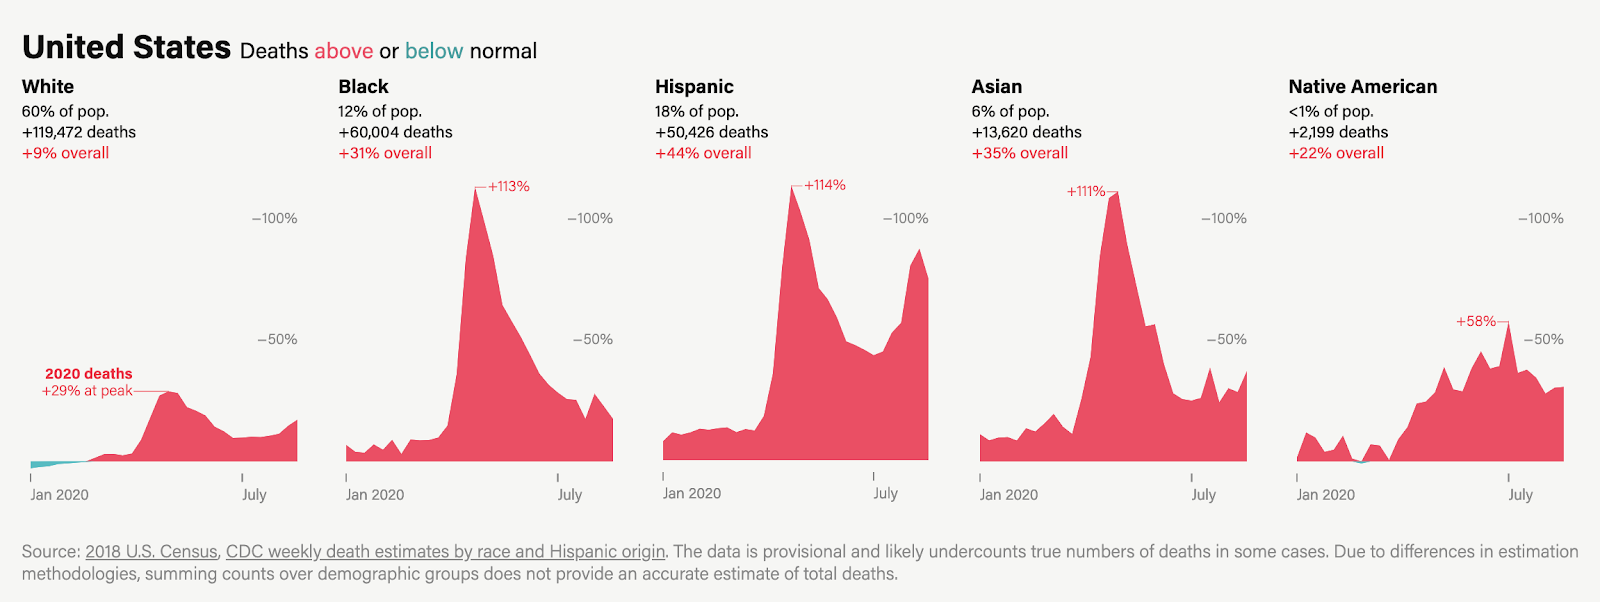 United States Deaths above or below normal
White
60% of pop.
+119,472 deaths
+9% overall
2020 deaths
+29% at peak
–100%
–50%
Jan 2020
July
Black
12% of pop.
+60,004 deaths
+31% overall
+113%
–100%
–50%
Jan 2020
July
Hispanic
18% of pop.
+50,426 deaths
+44% overall
+114%
–100%
Jan 2020
July
Asian
6% of pop.
+13,620 deaths
+35% overall
+111%
–100%
–50%
Jan 2020
July
Native American
<1% of pop.
+2,199 deaths
+22% overall
+58%
–100%
–50%
Jan 2020
July
Source: 2018 U.S. Census, CDC weekly death estimates by race and Hispanic origin. The data is provisional and likely undercounts true numbers of deaths in some cases. Due to differences in estimation
methodologies, summing counts over demographic groups does not provide an accurate estimate of total deaths.